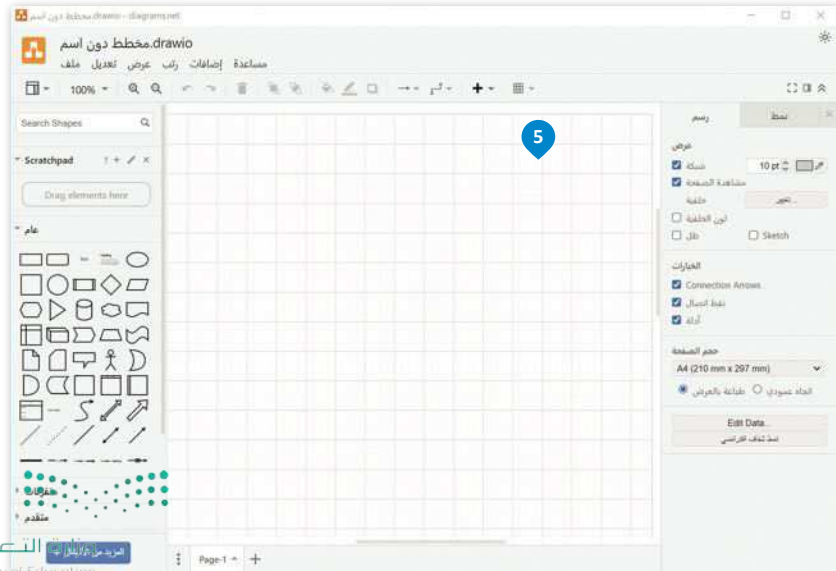 مخطط دون اسم.drawio - diagrams.net
مخطط دون اسم.drawio
ملف تعديل عرض رتب إضافات مساعدة
100%
Search Shapes
Scratchpad
Drag elements here
عام
متقدم
5
Page-1
رسم
نمط
عرض
شبكة
10 pt
مشاهدة الصفحة
خلفية
تغيير...
لون الخلفية
ظل
Sketch
الخيارات
Connection Arrows
نقط اتصال
أدلة
حجم الصفحة
A4 (210 mm x 297 mm)
طباعة بالعرض
اتجاه عمودي
Edit Data...